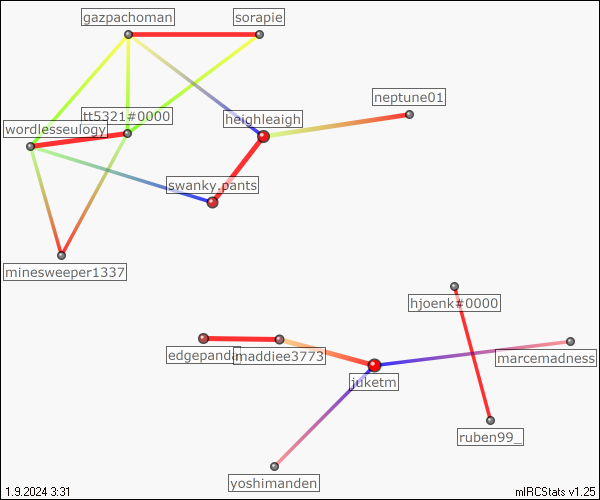 gazpachoman
sorapie
neptune01
tt5321#0000
heighleaigh
wordlesseulogy
swanky.pants
minesweeper1337
hjoenk#0000
edgepanda
maddiee3773
marcemadness
juketm
ruben99_
yoshimanden
1.9.2024 3:31
mIRCStats v1.25